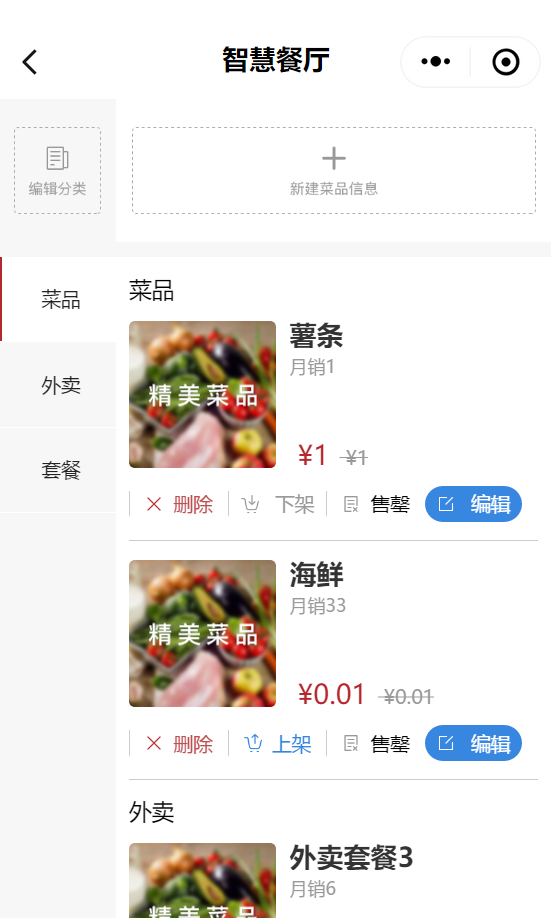 智慧餐厅
编辑分类
新建菜品信息
菜品
外卖
套餐
菜品
精美菜品
薯条
月销1
¥1 ¥1
删除 下架 售罄 编辑
精美菜品
海鲜
月销33
¥0.01 ¥0.01
删除 上架 售罄 编辑
外卖
精美菜品
外卖套餐3
月销6